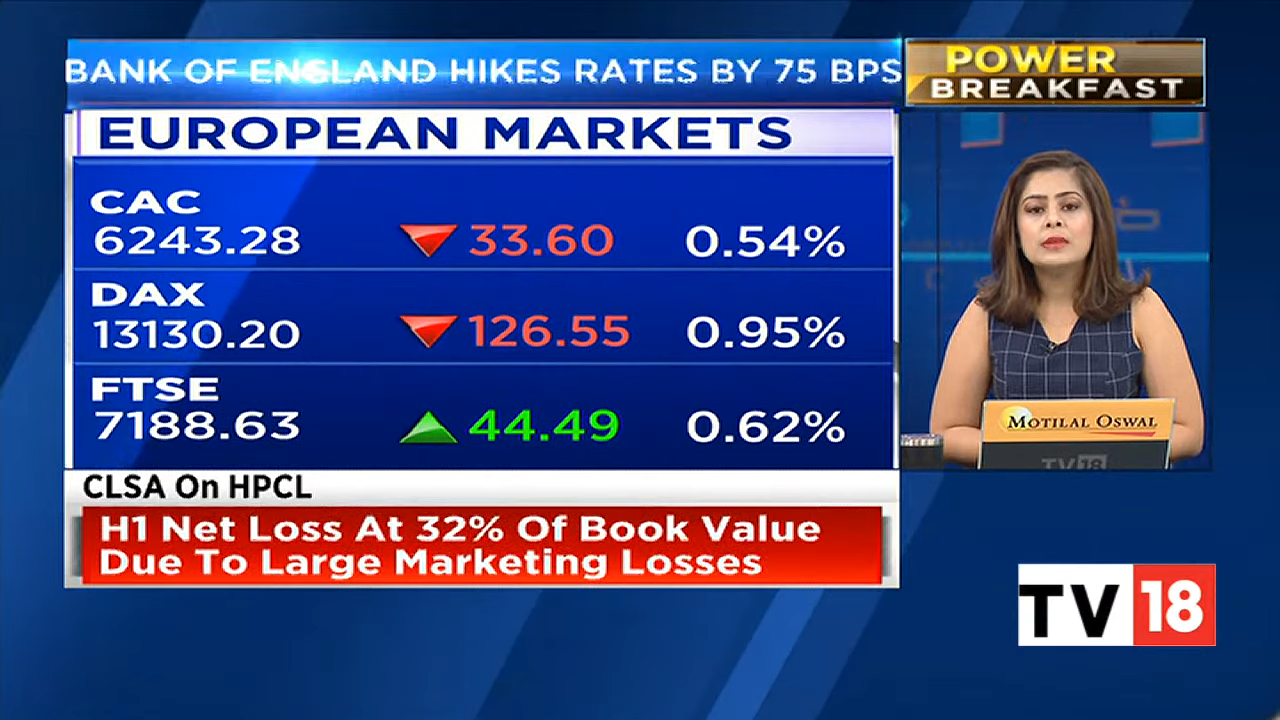 BANK OF ENGLAND HIKES RATES BY 75 BPS
POWER
BREAKFAST
EUROPEAN MARKETS
CAC
6243.28 33.60 0.54%
DAX
13130.20 126.55 0.95%
FTSE
7188.63 44.49 0.62%
MOTILAL OSWAL
TV18
CLSA On HPCL
H1 Net Loss At 32% Of Book Value
Due To Large Marketing Losses
TV18